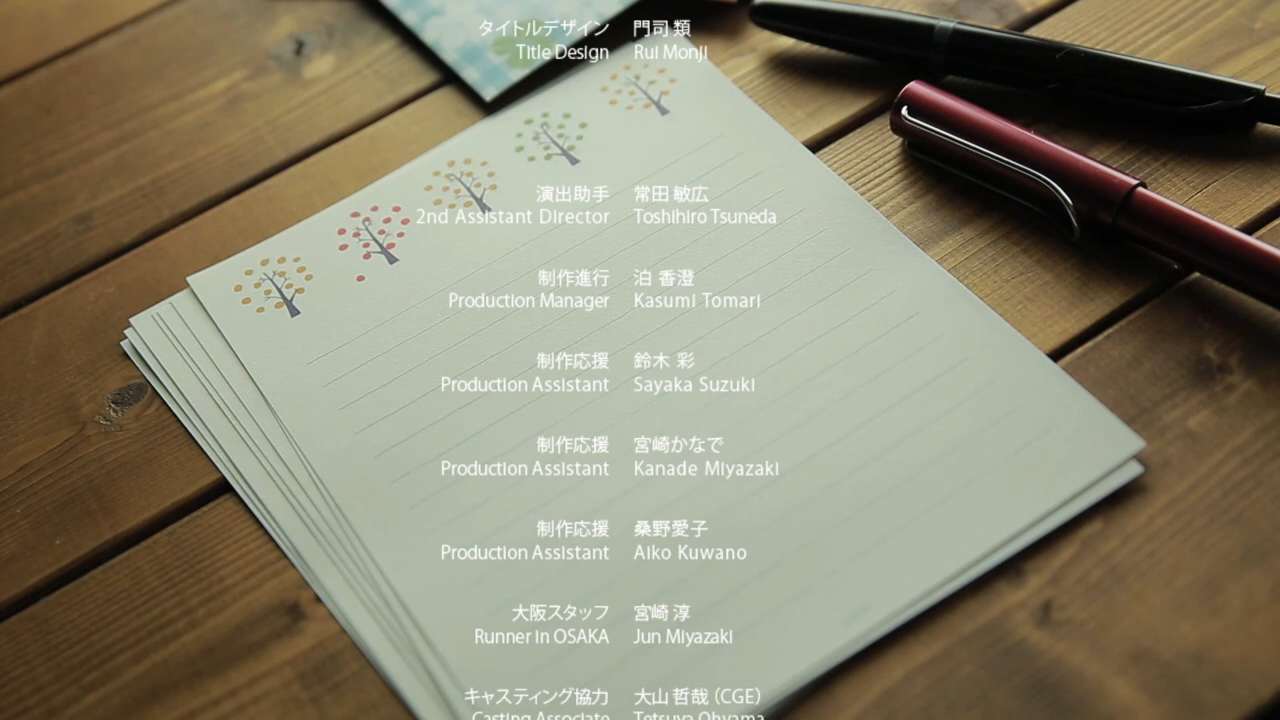 タイトルデザイン 門司 類
Title Design Rui Monji
演出助手 常田 敏広
2nd Assistant Director Toshihiro Tsuneda
制作進行 泊 香澄
Production Manager Kasumi Tomari
制作応援 鈴木 彩
Production Assistant Sayaka Suzuki
制作応援 宮崎かなで
Production Assistant Kanade Miyazaki
制作応援 桑野愛子
Production Assistant Aiko Kuwano
大阪スタッフ 宮崎 淳
Runner in OSAKA Jun Miyazaki
キャスティング協力 大山 哲哉（CGE）
Casting Associate Tetsuya Ohyama